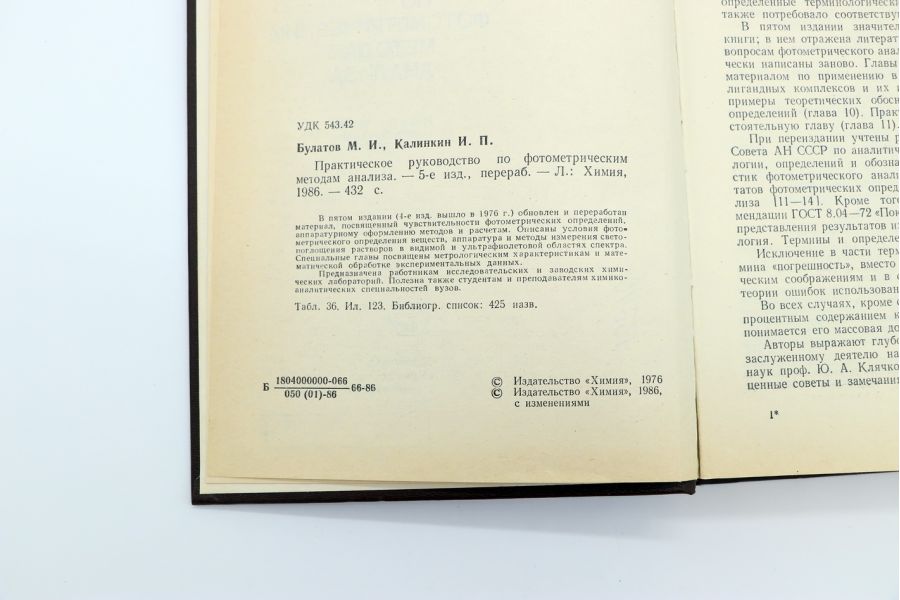 УДК 543.42
Булатов М. И., Калинкин И. П.
Практическое руководство по фотометрическим
методам анализа. — 5-е изд., перераб. — Л.: Химия,
1986. — 432 с.
В пятом издании (4-е изд. вышло в 1976 г.) обновлен и переработан
материал, посвященный чувствительности фотометрических определений,
аппаратурному оформлению методов и расчетам. Описаны условия фото-
метрического определения веществ, аппаратура и методы измерения свето-
поглощения растворов в видимой и ультрафиолетовой областях спектра.
Специальные главы посвящены метрологическим характеристикам и мате-
матической обработке экспериментальных данных.
Предназначена работникам исследовательских и заводских хими-
ческих лабораторий. Полезна также студентам и преподавателям химико-
аналитических специальностей вузов.
Табл. 36. Ил. 123. Библиогр. список: 425 назв.
Б 1804000000-066
050 (01)-86 66-86
© Издательство «Химия», 1976
© Издательство «Химия», 1986,
с изменениями
определенные терминологически
также потребовало соответству
В пятом издании значител
книги; в нем отражена литерат
вопросам фотометрического анал
чески написаны заново. Главы
материалом по применению в
лигандных комплексов и их
примеры теоретических обосн
определений (глава 10). Прак
стоятельную главу (глава 11).
При переиздании учтены р
Совета АН СССР по аналитич
логии, определений и обозна
стик фотометрического анали
татов фотометрических опред
лиза [11—14]. Кроме того
мендации ГОСТ 8.04—72 «Пок
представления результатов из
логия. Термины и определе
Исключение в части терм
мина «погрешность», вместо
ческим соображениям и в
теории ошибок использован
Во всех случаях, кроме
процентным содержанием к
понимается его массовая до
Авторы выражают глубо
заслуженному деятелю на
наук проф. Ю. А. Клячко
ценные советы и замечани
1*